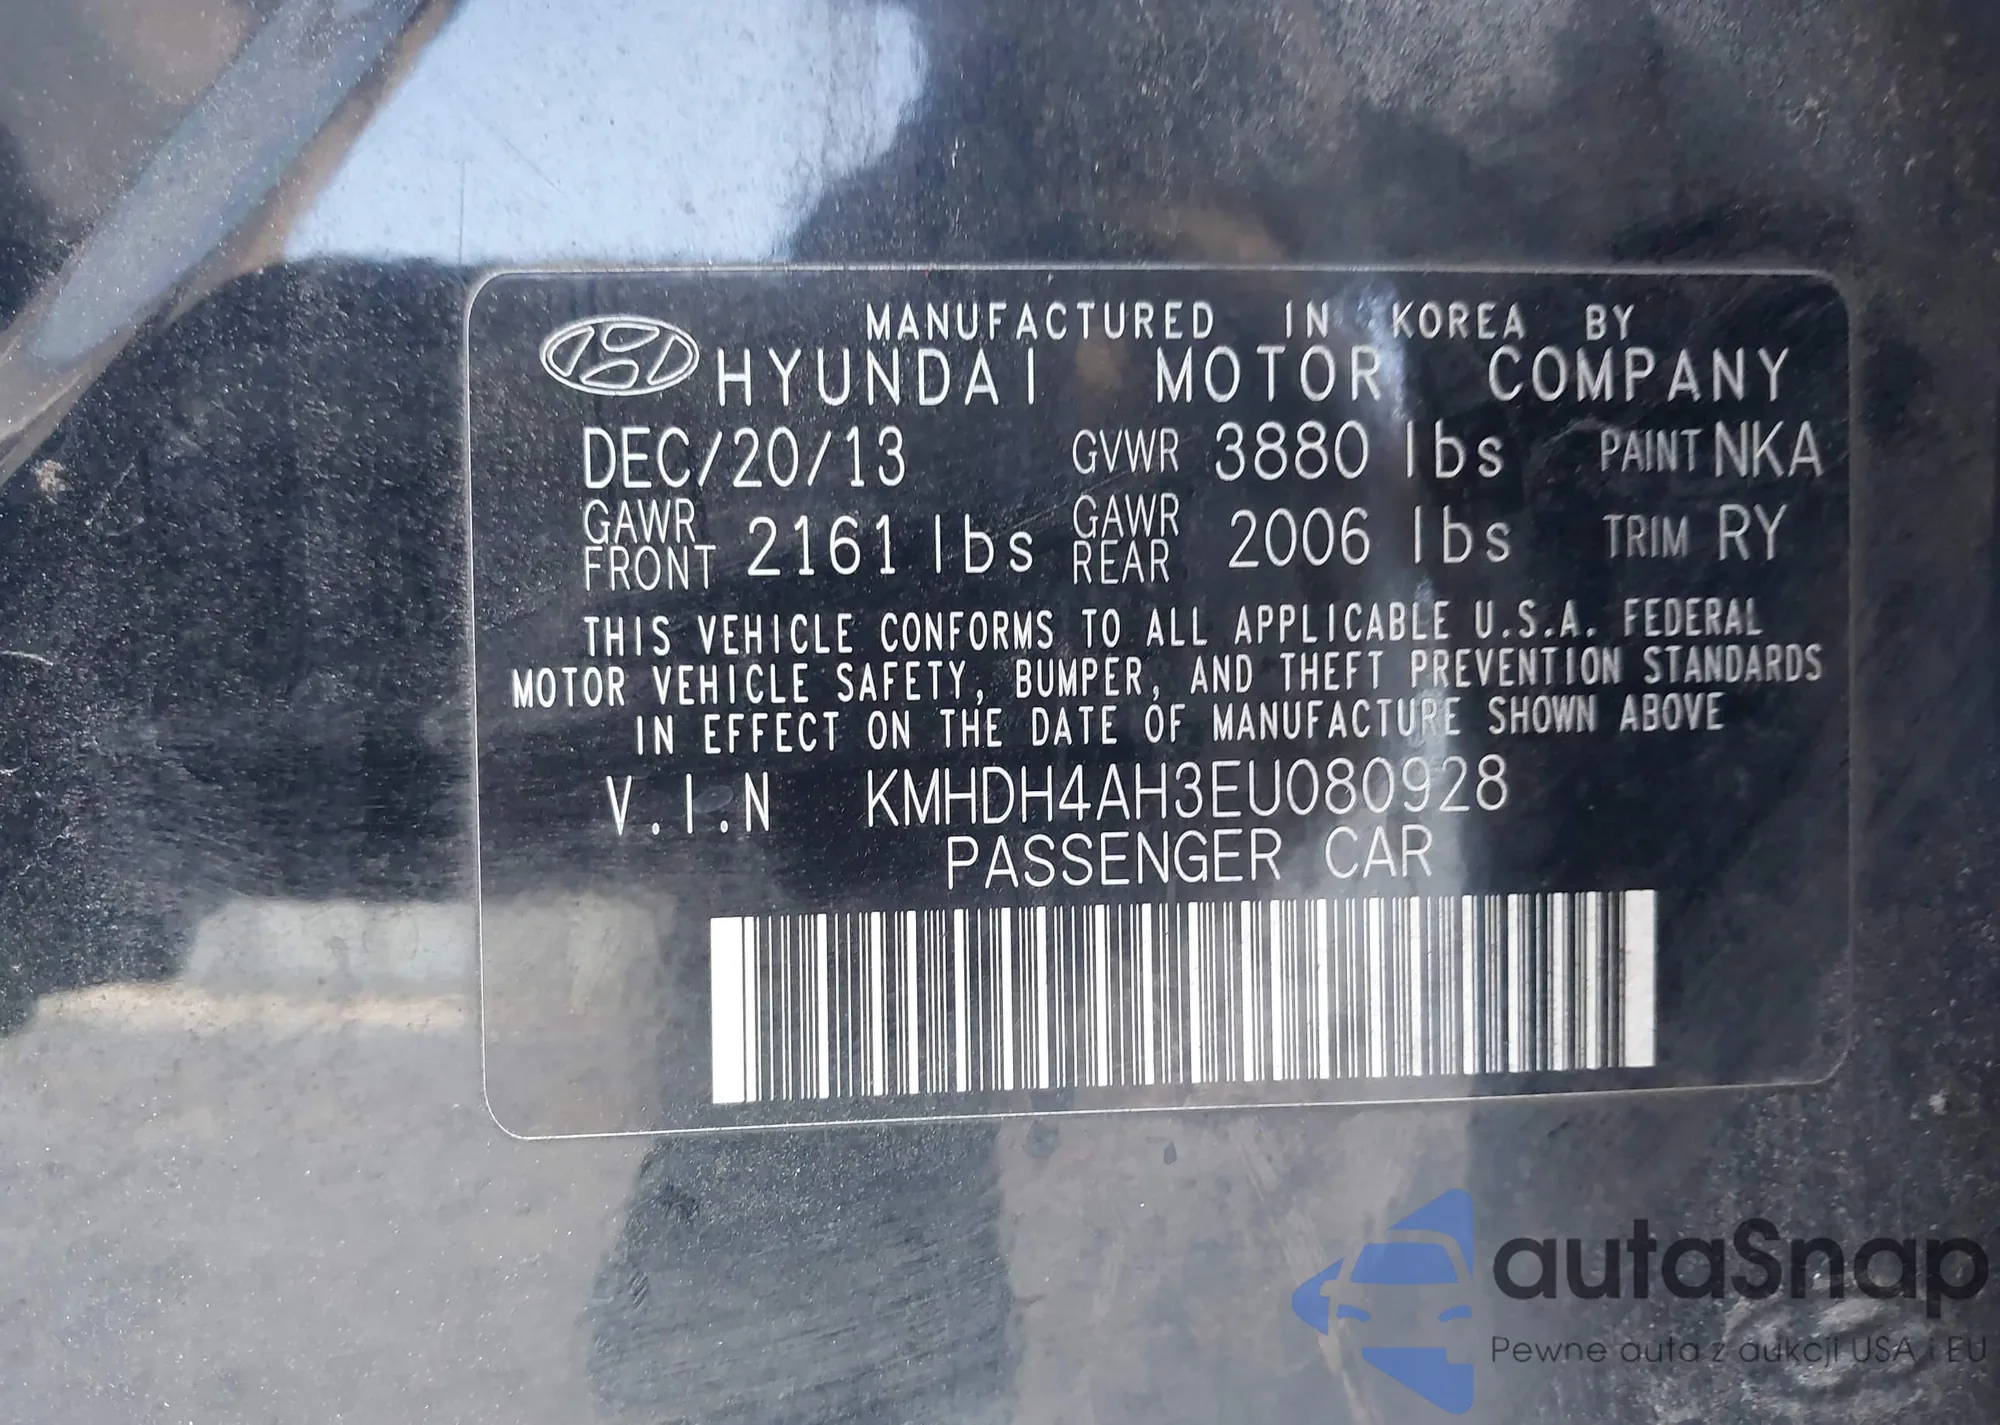 MANUFACTURED IN KOREA BY
HYUNDAI MOTOR COMPANY
DEC/20/13 GVWR 3880 lbs PAINT NKA
GAWR FRONT 2161 lbs GAWR REAR 2006 lbs TRIM RY
THIS VEHICLE CONFORMS TO ALL APPLICABLE U.S.A. FEDERAL
MOTOR VEHICLE SAFETY, BUMPER, AND THEFT PREVENTION STANDARDS
IN EFFECT ON THE DATE OF MANUFACTURE SHOWN ABOVE
V.I.N KMHDH4AH3EU080928
PASSENGER CAR
autaSnap
Pewne auta z aukcji USA i EU